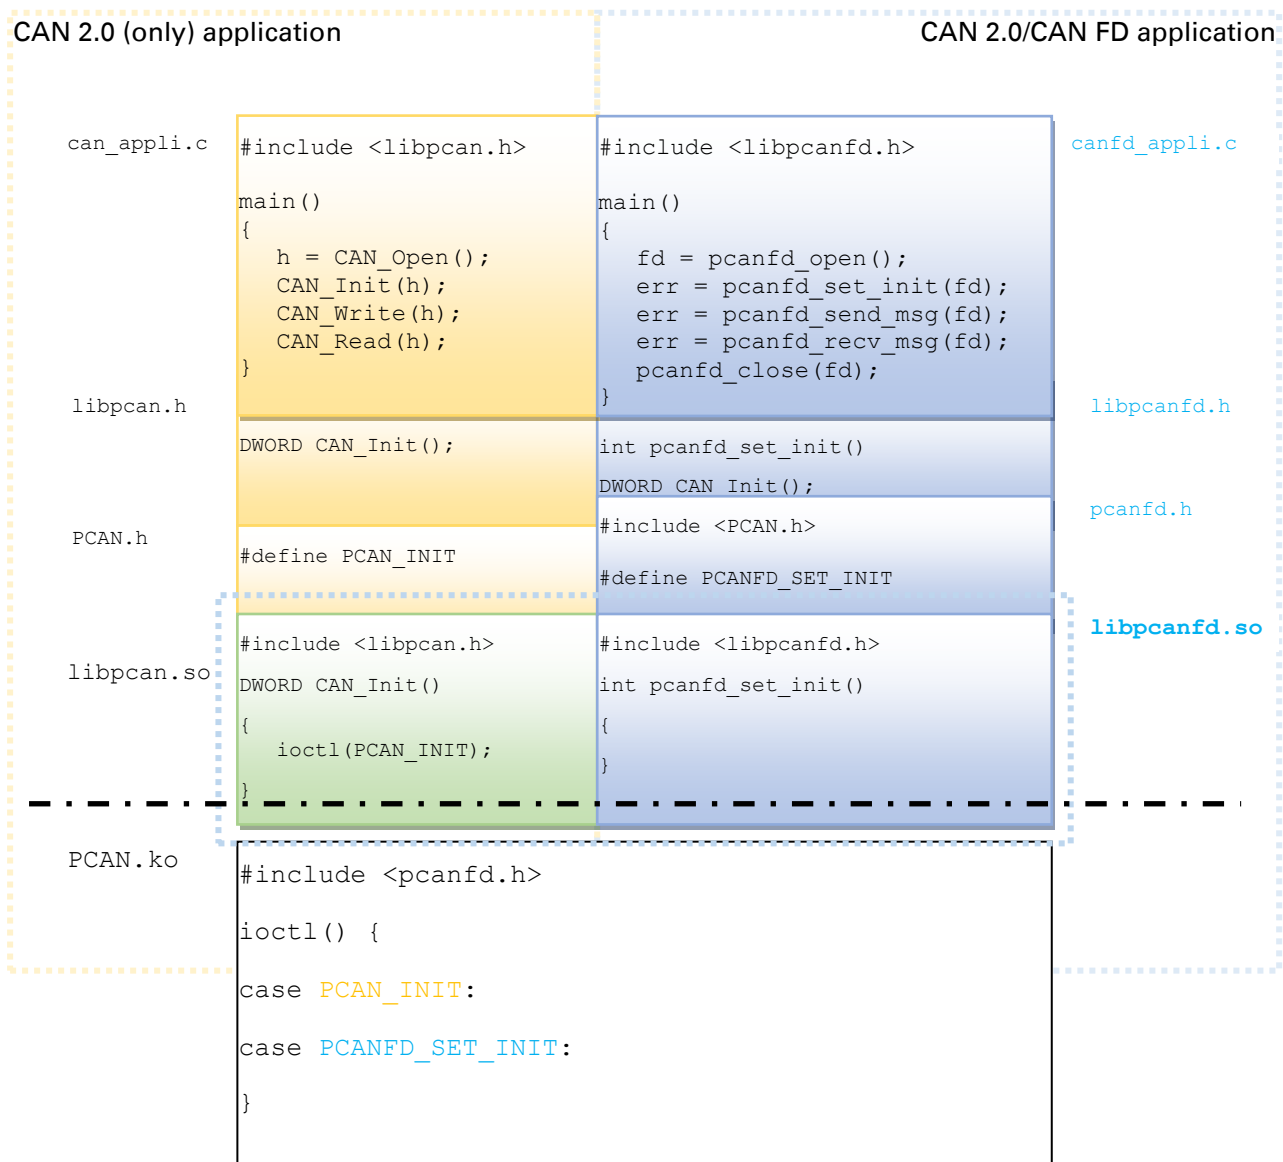 CAN 2.0 (only) application
CAN 2.0/CAN FD application
can_appli.c
#include <libpcan.h>
main()
{
h = CAN_Open();
CAN_Init(h);
CAN_Write(h);
CAN_Read(h);
}
#include <libpcanfd.h>
main()
{
fd = pcanfd_open();
err = pcanfd_set_init(fd);
err = pcanfd_send_msg(fd);
err = pcanfd_recv_msg(fd);
pcanfd_close(fd);
}
canfd_appli.c
libpcan.h
DWORD CAN_Init();
int pcanfd_set_init()
DWORD CAN_Init();
libpcanfd.h
PCAN.h
#define PCAN_INIT
#include <PCAN.h>
#define PCANFD_SET_INIT
pcanfd.h
libpcan.so
#include <libpcan.h>
DWORD CAN_Init()
{
ioctl(PCAN_INIT);
}
#include <libpcanfd.h>
int pcanfd_set_init()
{
}
libpcanfd.so
PCAN.ko
#include <pcanfd.h>
ioctl() {
case PCAN_INIT:
case PCANFD_SET_INIT:
}